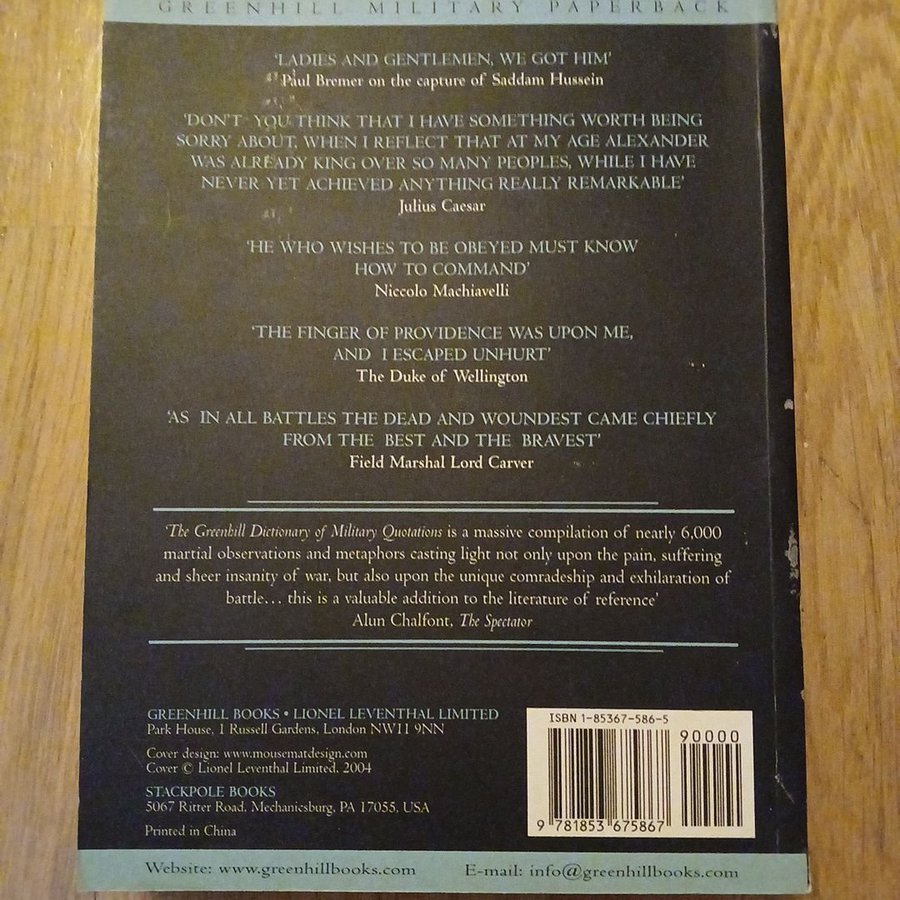 GREENHILL MILITARY PAPERBACK
'LADIES AND GENTLEMEN, WE GOT HIM'
Paul Bremer on the capture of Saddam Hussein
'DON'T YOU THINK THAT I HAVE SOMETHING WORTH BEING
SORRY ABOUT, WHEN I REFLECT THAT AT MY AGE ALEXANDER
WAS ALREADY KING OVER SO MANY PEOPLES, WHILE I HAVE
NEVER YET ACHIEVED ANYTHING REALLY REMARKABLE'
Julius Caesar
'HE WHO WISHES TO BE OBEYED MUST KNOW
HOW TO COMMAND'
Niccolo Machiavelli
'THE FINGER OF PROVIDENCE WAS UPON ME,
AND I ESCAPED UNHURT'
The Duke of Wellington
'AS IN ALL BATTLES THE DEAD AND WOUNDEST CAME CHIEFLY
FROM THE BEST AND THE BRAVEST'
Field Marshal Lord Carver
'The Greenhill Dictionary of Military Quotations is a massive compilation of nearly 6,000
martial observations and metaphors casting light not only upon the pain, suffering
and sheer insanity of war, but also upon the unique comradeship and exhilaration of
battle... this is a valuable addition to the literature of reference'
Alun Chalfont, The Spectator
GREENHILL BOOKS • LIONEL LEVENTHAL LIMITED
Park House, 1 Russell Gardens, London NW11 9NN
Cover design: www.mousematdesign.com
Cover © Lionel Leventhal Limited, 2004
STACKPOLE BOOKS
5067 Ritter Road, Mechanicsburg, PA 17055, USA
Printed in China
ISBN 1-85367-586-5
90000
9 781853 675867
Website: www.greenhillbooks.com E-mail: info@greenhillbooks.com